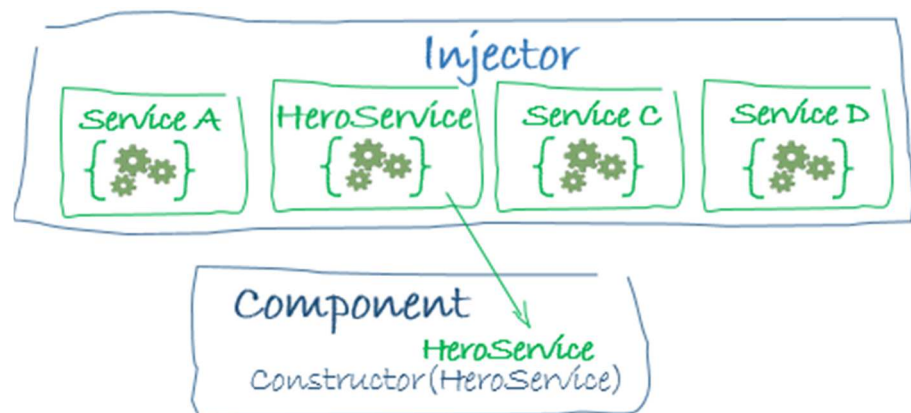 Injector
Service A
HeroService
Service C
Service D
Component
HeroService
Constructor(HeroService)